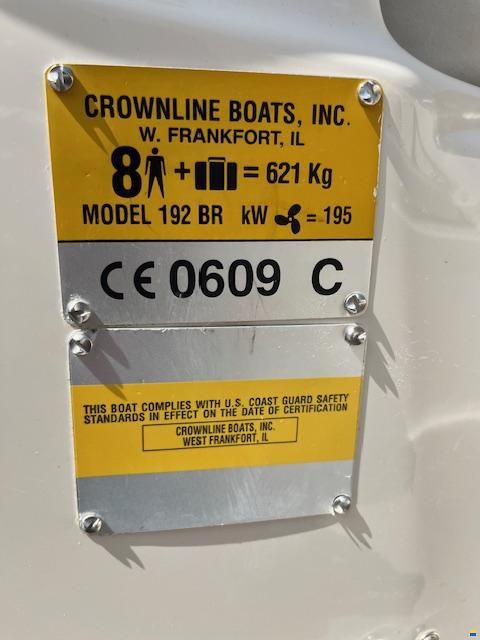 CROWNLINE BOATS, INC.
W. FRANKFORT, IL
8 + = 621 Kg
MODEL 192 BR kW = 195
CE 0609 C
THIS BOAT COMPLIES WITH U.S. COAST GUARD SAFETY
STANDARDS IN EFFECT ON THE DATE OF CERTIFICATION
CROWNLINE BOATS, INC.
WEST FRANKFORT, IL